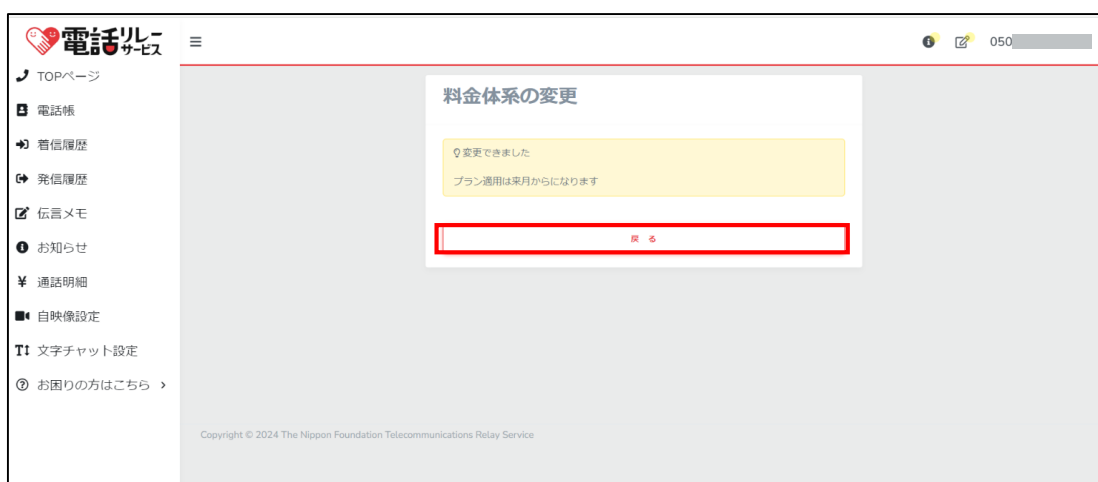 電話リレーサービス
050
TOPページ
電話帳
着信履歴
発信履歴
伝言メモ
お知らせ
¥ 通話明細
自映像設定
文字チャット設定
お困りの方はこちら
料金体系の変更
変更できました
プラン適用は来月からになります
戻 る
Copyright © 2024 The Nippon Foundation Telecommunications Relay Service